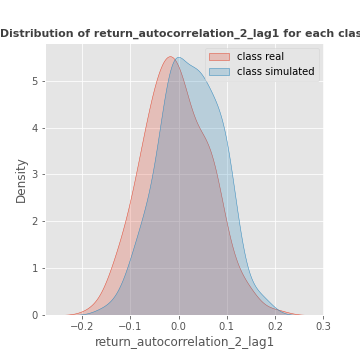 Distribution of return_autocorrelation_2_lag1 for each clas
class real
class simulated
5
4
3
2
1
0
Density
−0.2 −0.1 0.0 0.1 0.2 0.3
return_autocorrelation_2_lag1